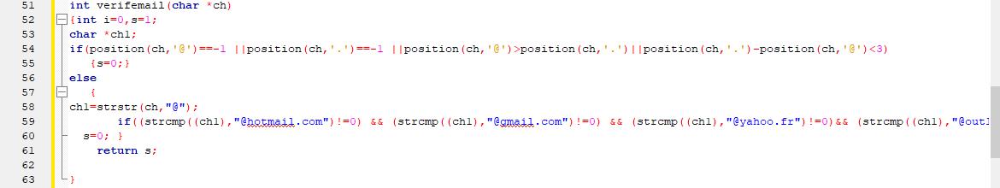 51 int verifemail(char *ch)
52 {int i=0,s=1;
53 char *ch1;
54 if(position(ch,'@')==-1 ||position(ch,'.')==-1 ||position(ch,'@')>position(ch,'.')||position(ch,'.')-position(ch,'@')<3)
55 {s=0;}
56 else
57 {
58 ch1=strstr(ch,"@");
59 if((strcmp((ch1),"@hotmail.com")!=0) && (strcmp((ch1),"@gmail.com")!=0) && (strcmp((ch1),"@yahoo.fr")!=0)&& (strcmp((ch1),"@outl
60 s=0; }
61 return s;
62
63 }